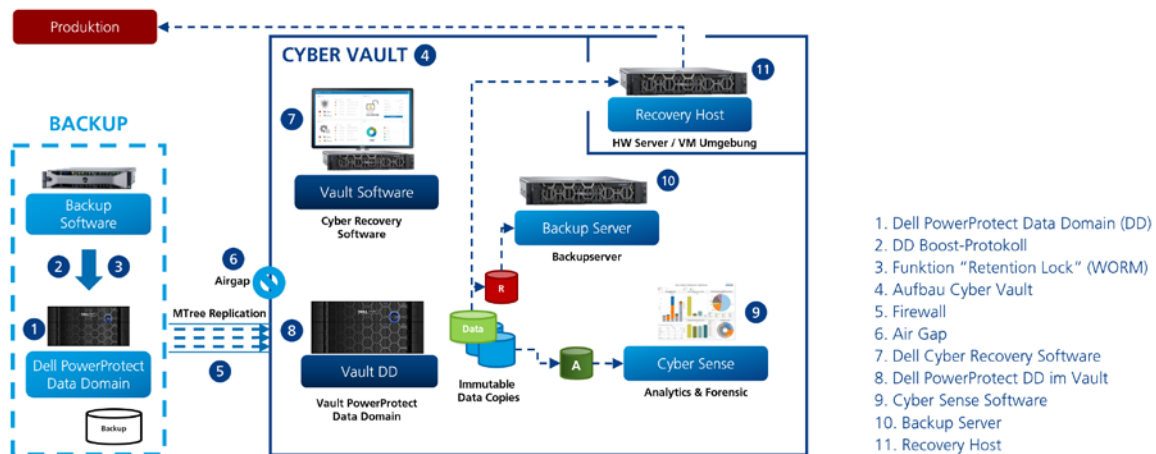 Produktion
CYBER VAULT 4
11
Recovery Host
HW Server / VM Umgebung
BACKUP
7
Vault Software
Cyber Recovery
Software
10
Backup Server
Backupserver
Backup
Software
2
3
6
Airgap
R
1
MTree Replication
8
Data
9
Dell PowerProtect
Data Domain
5
Vault DD
A
Cyber Sense
Immutable
Data Copies
Analytics & Forensic
Vault PowerProtect
Data Domain
Backup
1. Dell PowerProtect Data Domain (DD)
2. DD Boost-Protokoll
3. Funktion "Retention Lock" (WORM)
4. Aufbau Cyber Vault
5. Firewall
6. Air Gap
7. Dell Cyber Recovery Software
8. Dell PowerProtect DD im Vault
9. Cyber Sense Software
10. Backup Server
11. Recovery Host